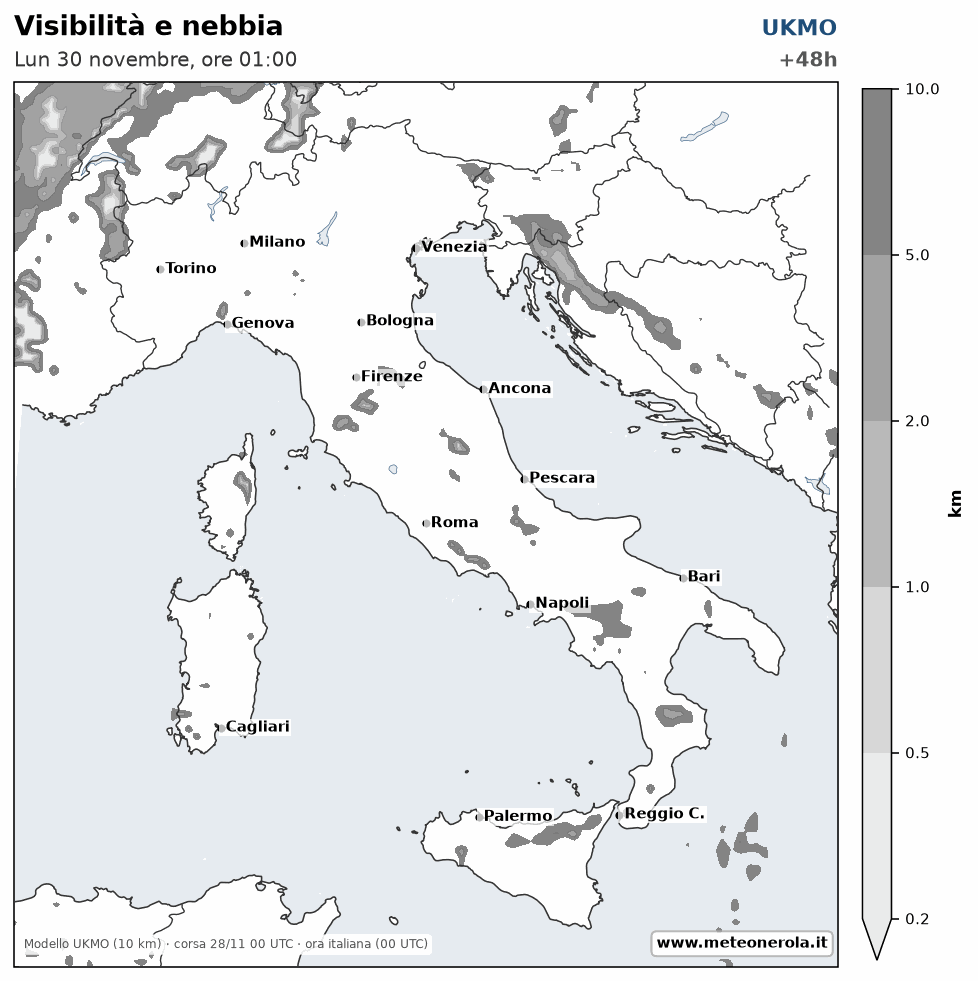 Visibilità e nebbia
UKMO
Lun 30 novembre, ore 01:00
+48h
10.0
5.0
2.0
1.0
0.5
0.2
km
Milano
Venezia
Torino
Genova
Bologna
Firenze
Ancona
Pescara
Roma
Bari
Napoli
Cagliari
Palermo
Reggio C.
Modello UKMO (10 km) · corsa 28/11 00 UTC · ora italiana (00 UTC)
www.meteonerola.it